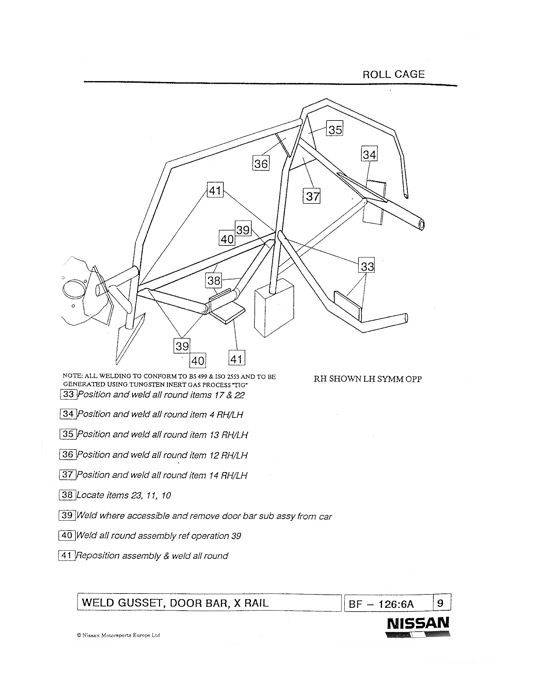 ROLL CAGE
35
36
34
37
41
39
40
38
33
39
40
41
NOTE: ALL WELDING TO CONFORM TO BS 499 & ISO 2553 AND TO BE
GENERATED USING TUNGSTEN INERT GAS PROCESS "TIG"
RH SHOWN LH SYMM OPP
33 Position and weld all round items 17 & 22
34 Position and weld all round item 4 RH/LH
35 Position and weld all round item 13 RH/LH
36 Position and weld all round item 12 RH/LH
37 Position and weld all round item 14 RH/LH
38 Locate items 23, 11, 10
39 Weld where accessible and remove door bar sub assy from car
40 Weld all round assembly ref operation 39
41 Reposition assembly & weld all round
WELD GUSSET, DOOR BAR, X RAIL
BF – 126:6A
9
NISSAN
© Nissan Motorsports Europe Ltd